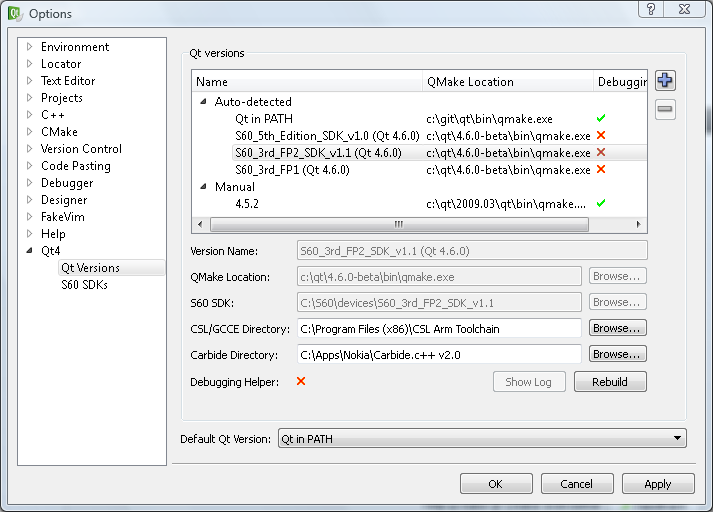 Options
Environment
Locator
Text Editor
Projects
C++
CMake
Version Control
Code Pasting
Debugger
Designer
FakeVim
Help
Qt4
Qt Versions
S60 SDKs
Qt versions
Name QMake Location Debuggin
Auto-detected
Qt in PATH c:\git\qt\bin\qmake.exe
S60_5th_Edition_SDK_v1.0 (Qt 4.6.0) c:\qt\4.6.0-beta\bin\qmake.exe
S60_3rd_FP2_SDK_v1.1 (Qt 4.6.0) c:\qt\4.6.0-beta\bin\qmake.exe
S60_3rd_FP1 (Qt 4.6.0) c:\qt\4.6.0-beta\bin\qmake.exe
Manual
4.5.2 c:\qt\2009.03\qt\bin\qmake....
Version Name: S60_3rd_FP2_SDK_v1.1 (Qt 4.6.0)
QMake Location: c:\qt\4.6.0-beta\bin\qmake.exe Browse...
S60 SDK: C:\S60\devices\S60_3rd_FP2_SDK_v1.1 Browse...
CSL/GCCE Directory: C:\Program Files (x86)\CSL Arm Toolchain Browse...
Carbide Directory: C:\Apps\Nokia\Carbide.c++ v2.0 Browse...
Debugging Helper: Show Log Rebuild
Default Qt Version: Qt in PATH
OK Cancel Apply